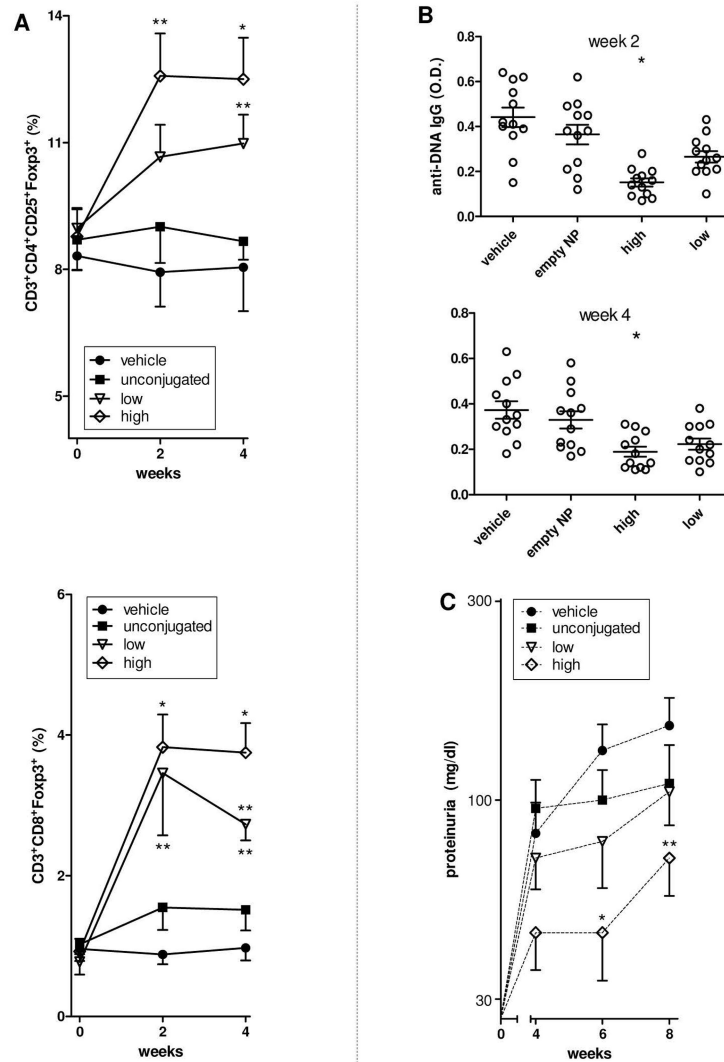 A
CD3⁺CD4⁺CD25⁺Foxp3⁺ (%)
14
11
8
5
**
*
**
vehicle
unconjugated
low
high
0 2 4
weeks
CD3⁺CD8⁺Foxp3⁺ (%)
6
4
2
0
vehicle
unconjugated
low
high
*
*
**
**
**
0 2 4
weeks
B
week 2
*
anti-DNA IgG (O.D.)
0.8
0.6
0.4
0.2
0.0
vehicle empty NP high low
week 4
*
0.8
0.6
0.4
0.2
0.0
vehicle empty NP high low
C
proteinuria (mg/dl)
300
100
30
vehicle
unconjugated
low
high
*
**
0 4 6 8
weeks